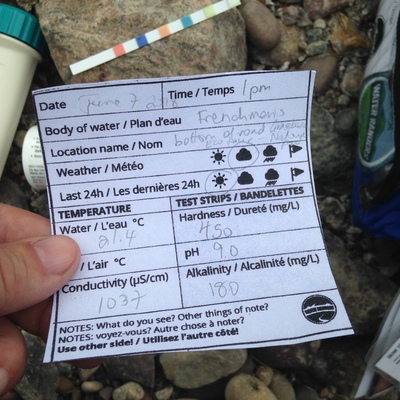 Date June 7 Time / Temps 1pm
Body of water / Plan d'eau Frenchman's
Location name / Nom bottom of road
Weather / Météo
Last 24h / Les dernières 24h
TEMPERATURE TEST STRIPS / BANDELETTES
Water / L'eau °C Hardness / Dureté (mg/L)
21.4 450
/ L'air °C pH 9.0
Conductivity (µS/cm) Alkalinity / Alcalinité (mg/L)
1037 180
NOTES: What do you see? Other things of note?
NOTES: voyez-vous? Autre chose à noter?
Use other side! / Utilisez l'autre côté!
WATER RANGERS